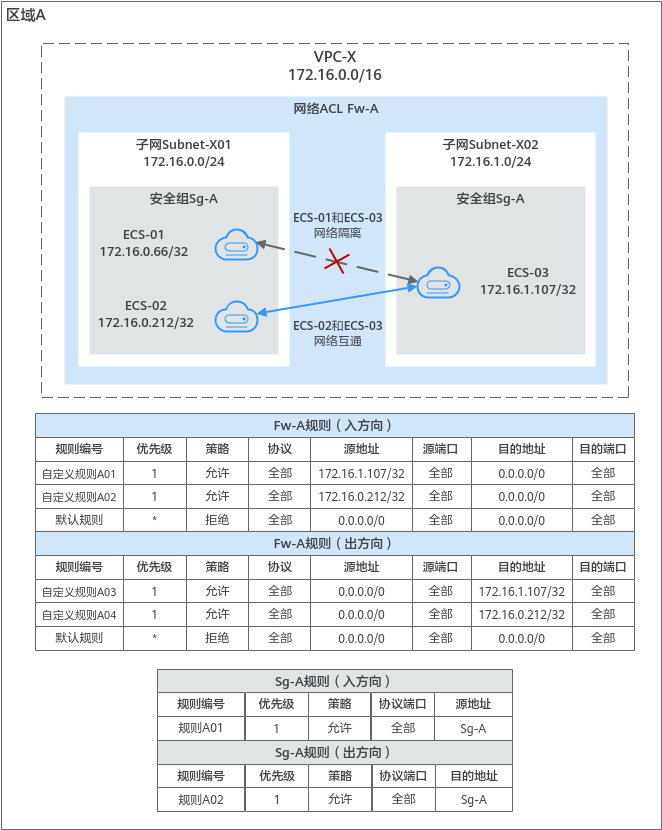 区域A
VPC-X
172.16.0.0/16
网络ACL Fw-A
子网Subnet-X01
172.16.0.0/24
子网Subnet-X02
172.16.1.0/24
安全组Sg-A
安全组Sg-A
ECS-01
172.16.0.66/32
ECS-01和ECS-03
网络隔离
ECS-03
172.16.1.107/32
ECS-02
172.16.0.212/32
ECS-02和ECS-03
网络互通
Fw-A规则（入方向）
规则编号 优先级 策略 协议 源地址 源端口 目的地址 目的端口
自定义规则A01 1 允许 全部 172.16.1.107/32 全部 0.0.0.0/0 全部
自定义规则A02 1 允许 全部 172.16.0.212/32 全部 0.0.0.0/0 全部
默认规则 * 拒绝 全部 0.0.0.0/0 全部 0.0.0.0/0 全部
Fw-A规则（出方向）
规则编号 优先级 策略 协议 源地址 源端口 目的地址 目的端口
自定义规则A03 1 允许 全部 0.0.0.0/0 全部 172.16.1.107/32 全部
自定义规则A04 1 允许 全部 0.0.0.0/0 全部 172.16.0.212/32 全部
默认规则 * 拒绝 全部 0.0.0.0/0 全部 0.0.0.0/0 全部
Sg-A规则（入方向）
规则编号 优先级 策略 协议端口 源地址
规则A01 1 允许 全部 Sg-A
Sg-A规则（出方向）
规则编号 优先级 策略 协议端口 目的地址
规则A02 1 允许 全部 Sg-A